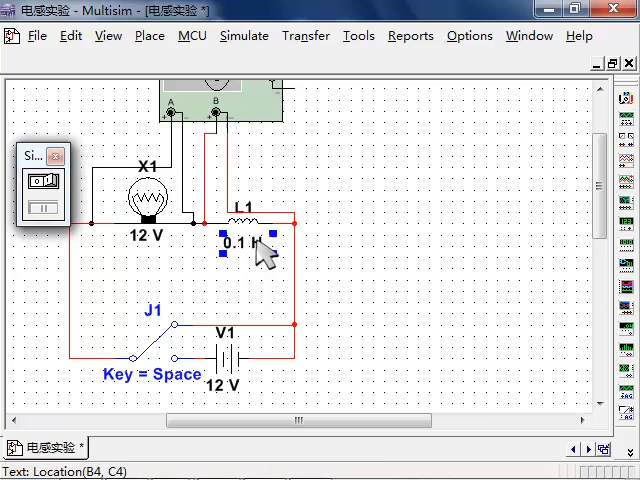 电感实验 - Multisim - [电感实验 *]
File Edit View Place MCU Simulate Transfer Tools Reports Options Window Help
A B
+ - + -
Si...
X1
L1
12 V
0.1 H
J1
V1
Key = Space
12 V
电感实验 *
Text: Location(B4, C4)